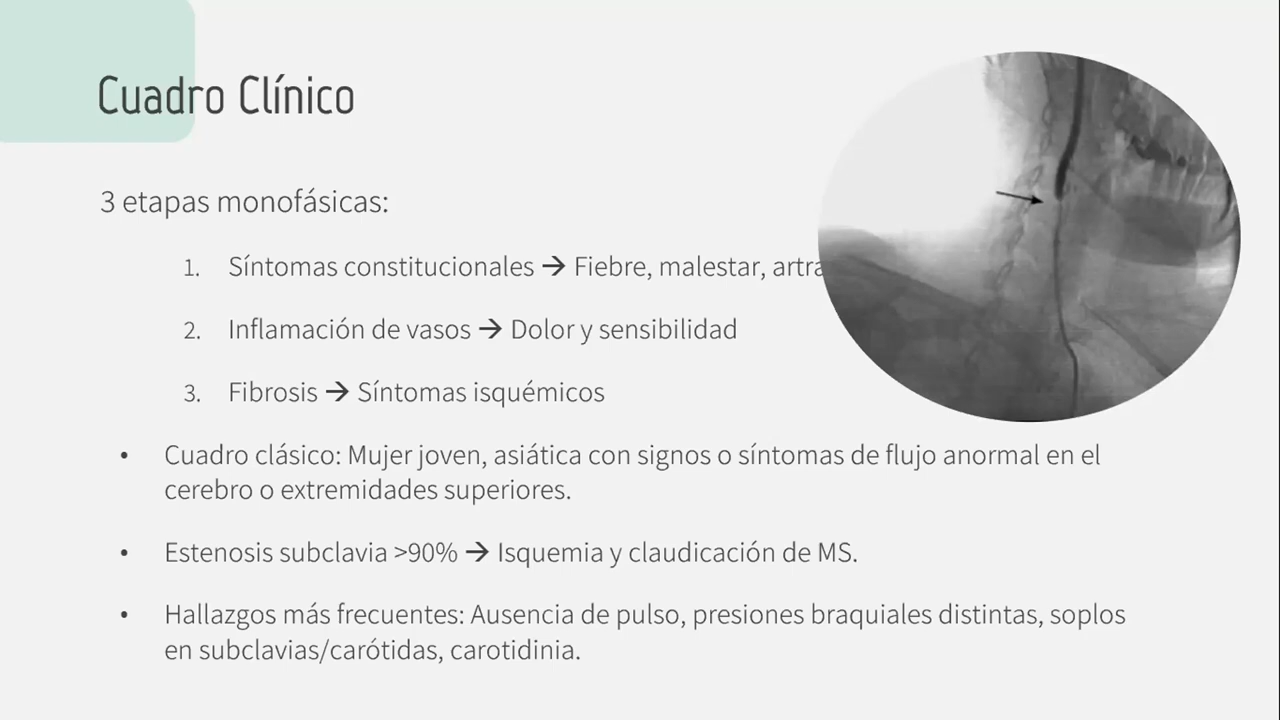 Cuadro Clínico
3 etapas monofásicas:
1. Síntomas constitucionales → Fiebre, malestar,
2. Inflamación de vasos → Dolor y sensibilidad
3. Fibrosis → Síntomas isquémicos
• Cuadro clásico: Mujer joven, asiática con signos o síntomas de flujo anormal en el
cerebro o extremidades superiores.
• Estenosis subclavia >90% → Isquemia y claudicación de MS.
• Hallazgos más frecuentes: Ausencia de pulso, presiones braquiales distintas, soplos
en subclavias/carótidas, carotidinia.